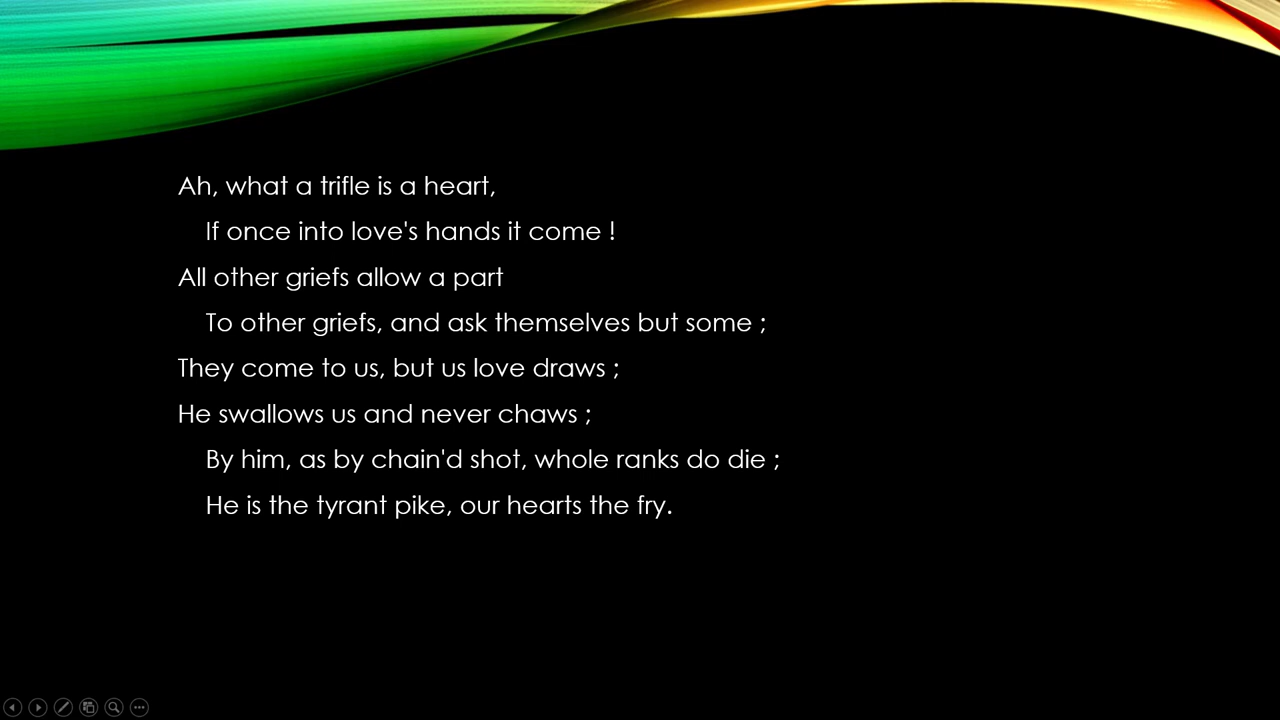 Ah, what a trifle is a heart,
If once into love's hands it come !
All other griefs allow a part
To other griefs, and ask themselves but some ;
They come to us, but us love draws ;
He swallows us and never chaws ;
By him, as by chain'd shot, whole ranks do die ;
He is the tyrant pike, our hearts the fry.